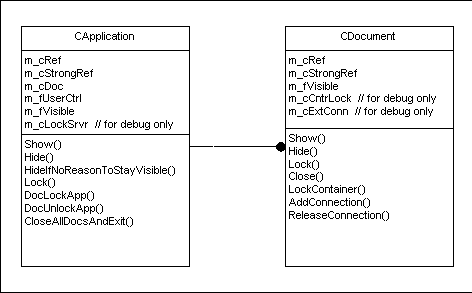 CApplication
m_cRef
m_cStrongRef
m_cDoc
m_fUserCtrl
m_fVisible
m_cLockSrvr // for debug only
Show()
Hide()
HideIfNoReasonToStayVisible()
Lock()
DocLockApp()
DocUnlockApp()
CloseAllDocsAndExit()
CDocument
m_cRef
m_cStrongRef
m_fVisible
m_cCntrLock // for debug only
m_cExtConn // for debug only
Show()
Hide()
Lock()
Close()
LockContainer()
AddConnection()
ReleaseConnection()